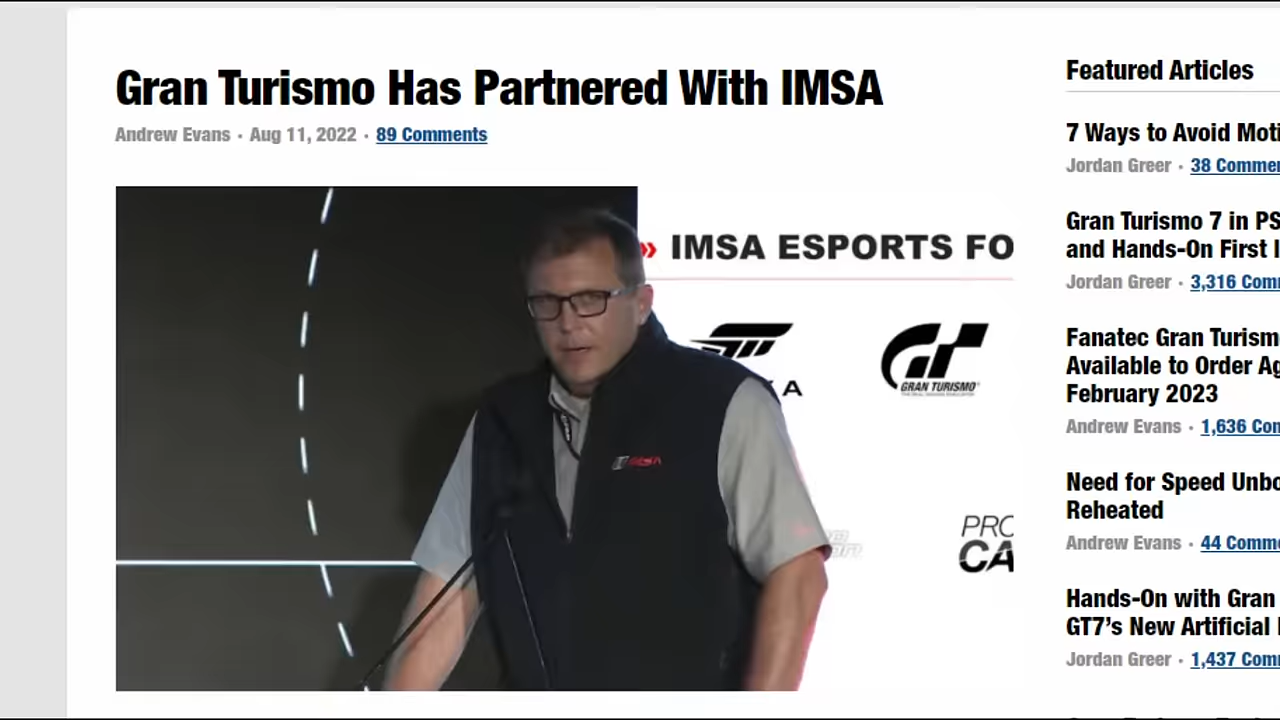 Gran Turismo Has Partnered With IMSA
Andrew Evans · Aug 11, 2022 · 89 Comments
» IMSA ESPORTS FO
GRAN TURISMO
IMSA
PRO
CA
Featured Articles
7 Ways to Avoid Moti
Jordan Greer · 38 Commen
Gran Turismo 7 in PS
and Hands-On First I
Jordan Greer · 3,316 Comm
Fanatec Gran Turismo
Available to Order Ag
February 2023
Andrew Evans · 1,636 Com
Need for Speed Unbo
Reheated
Andrew Evans · 44 Comme
Hands-On with Gran
GT7's New Artificial I
Jordan Greer · 1,437 Comm